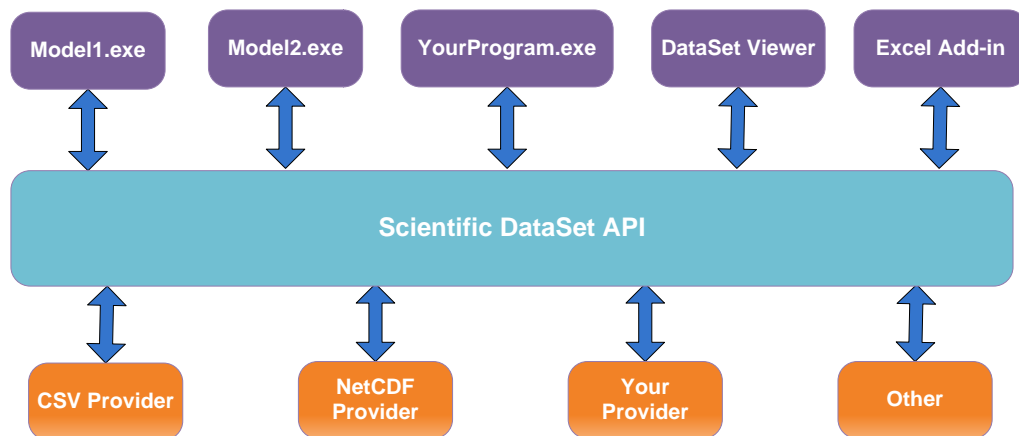 Model1.exe
Model2.exe
YourProgram.exe
DataSet Viewer
Excel Add-in
Scientific DataSet API
CSV Provider
NetCDF
Provider
Your
Provider
Other